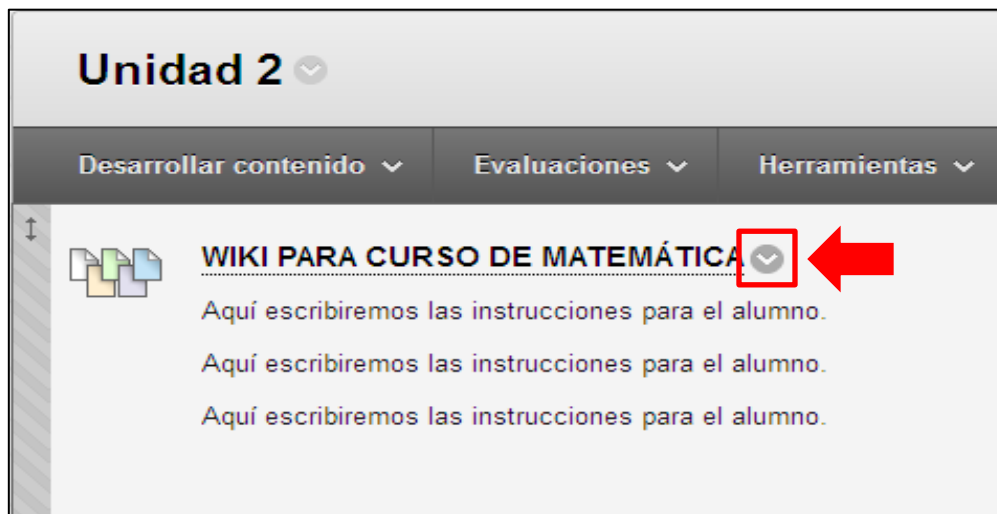 Unidad 2
Desarrollar contenido Evaluaciones Herramientas
WIKI PARA CURSO DE MATEMÁTICA
Aquí escribiremos las instrucciones para el alumno.
Aquí escribiremos las instrucciones para el alumno.
Aquí escribiremos las instrucciones para el alumno.